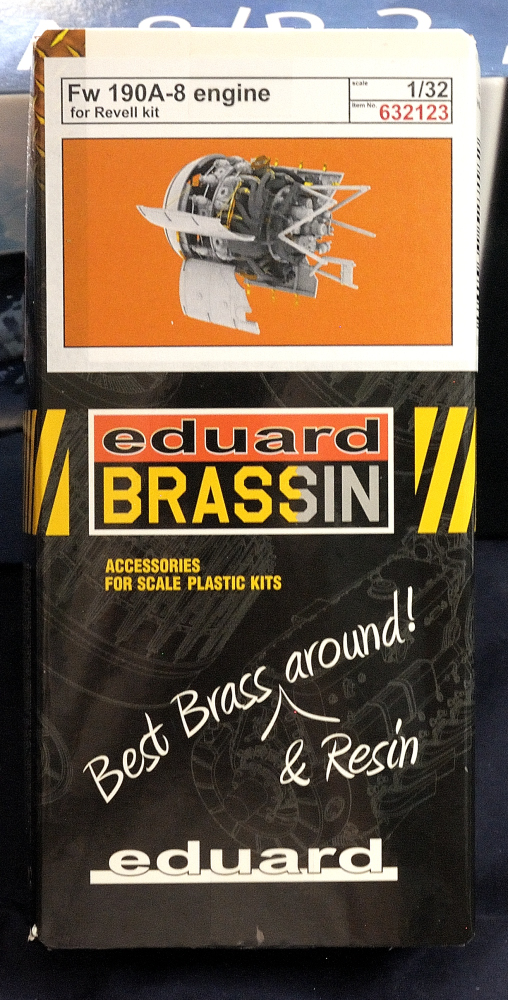 Fw 190A-8 engine
for Revell kit
scale
1/32
Item No.
632123
eduard
BRASSIN
ACCESSORIES
FOR SCALE PLASTIC KITS
Best Brass around!
& Resin
eduard